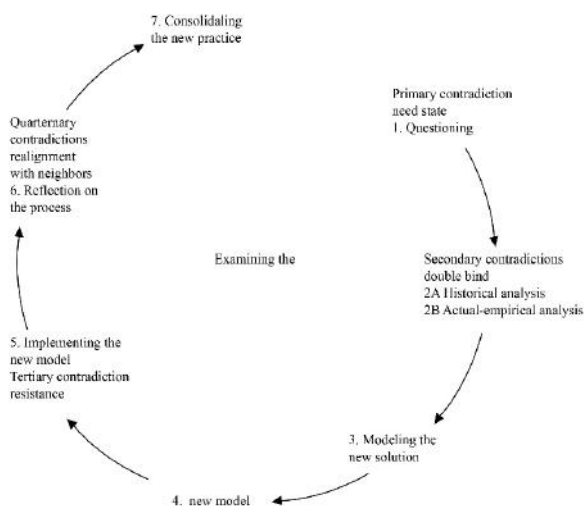 7. Consolidaling
the new practice
Primary contradiction
need state
1. Questioning
Quarternary
contradictions
realignment
with neighbors
6. Reflection on
the process
Examining the
Secondary contradictions
double bind
2A Historical analysis
2B Actual-empirical analysis
5. Implementing the
new model
Tertiary contradiction
resistance
3. Modeling the
new solution
4. new model